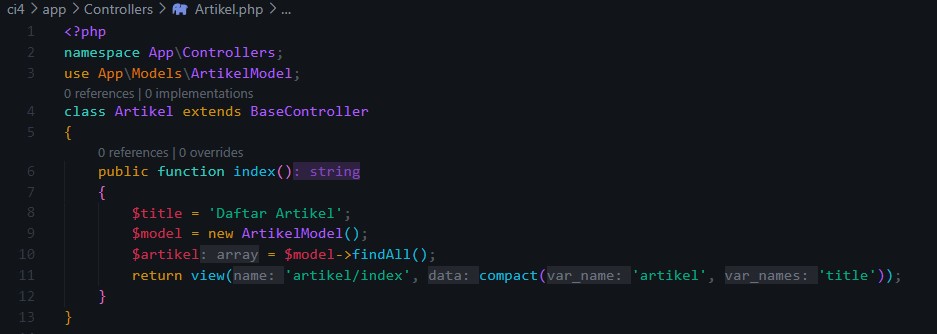 ci4 > app > Controllers > Artikel.php > ...
1 <?php
2 namespace App\Controllers;
3 use App\Models\ArtikelModel;
0 references | 0 implementations
4 class Artikel extends BaseController
5 {
0 references | 0 overrides
6 public function index(): string
7 {
8 $title = 'Daftar Artikel';
9 $model = new ArtikelModel();
10 $artikel: array = $model->findAll();
11 return view(name: 'artikel/index', data: compact(var_name: 'artikel', var_names: 'title'));
12 }
13 }